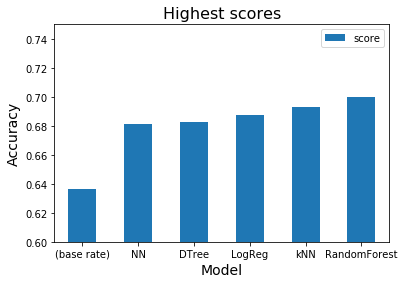 Highest scores
score
Accuracy
0.74
0.72
0.70
0.68
0.66
0.64
0.62
0.60
(base rate) NN DTree LogReg kNN RandomForest
Model